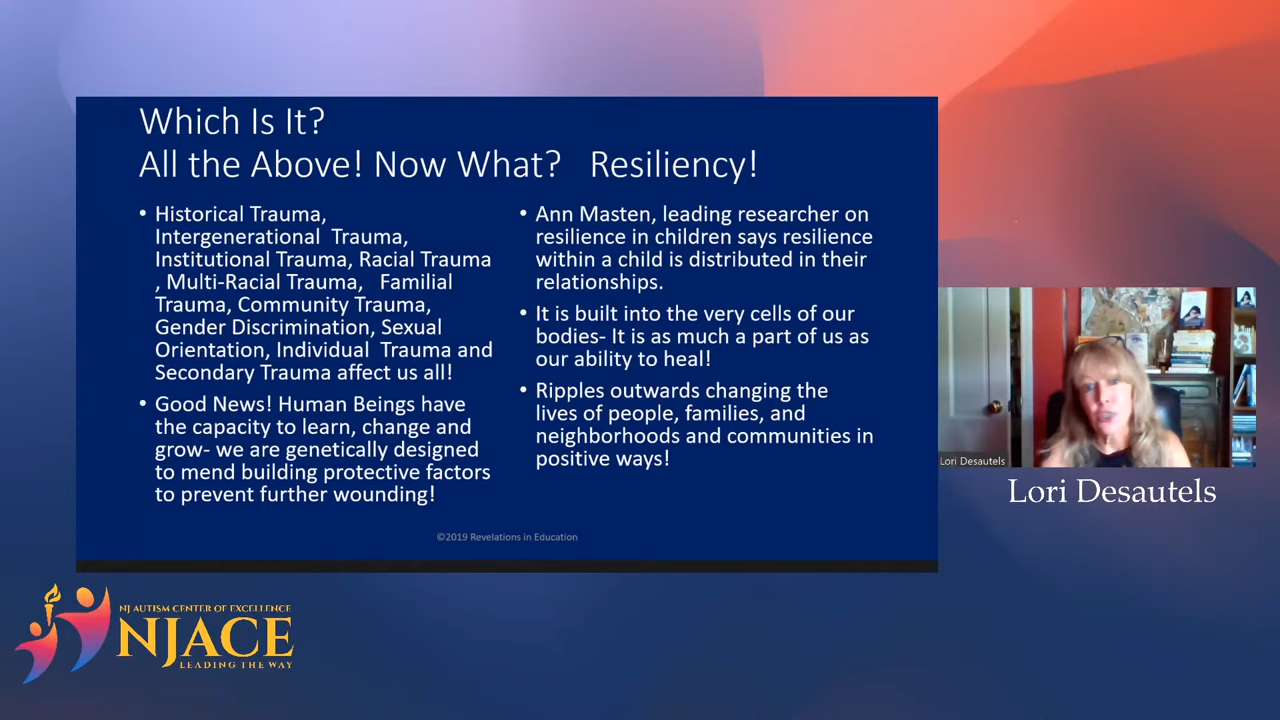 Which Is It?
All the Above! Now What? Resiliency!
• Historical Trauma,
Intergenerational Trauma,
Institutional Trauma, Racial Trauma
, Multi-Racial Trauma, Familial
Trauma, Community Trauma,
Gender Discrimination, Sexual
Orientation, Individual Trauma and
Secondary Trauma affect us all!
• Good News! Human Beings have
the capacity to learn, change and
grow- we are genetically designed
to mend building protective factors
to prevent further wounding!
• Ann Masten, leading researcher on
resilience in children says resilience
within a child is distributed in their
relationships.
• It is built into the very cells of our
bodies- It is as much a part of us as
our ability to heal!
• Ripples outwards changing the
lives of people, families, and
neighborhoods and communities in
positive ways!
©2019 Revelations in Education
Lori Desautels
Lori Desautels
NJ AUTISM CENTER OF EXCELLENCE
NJACE
LEADING THE WAY